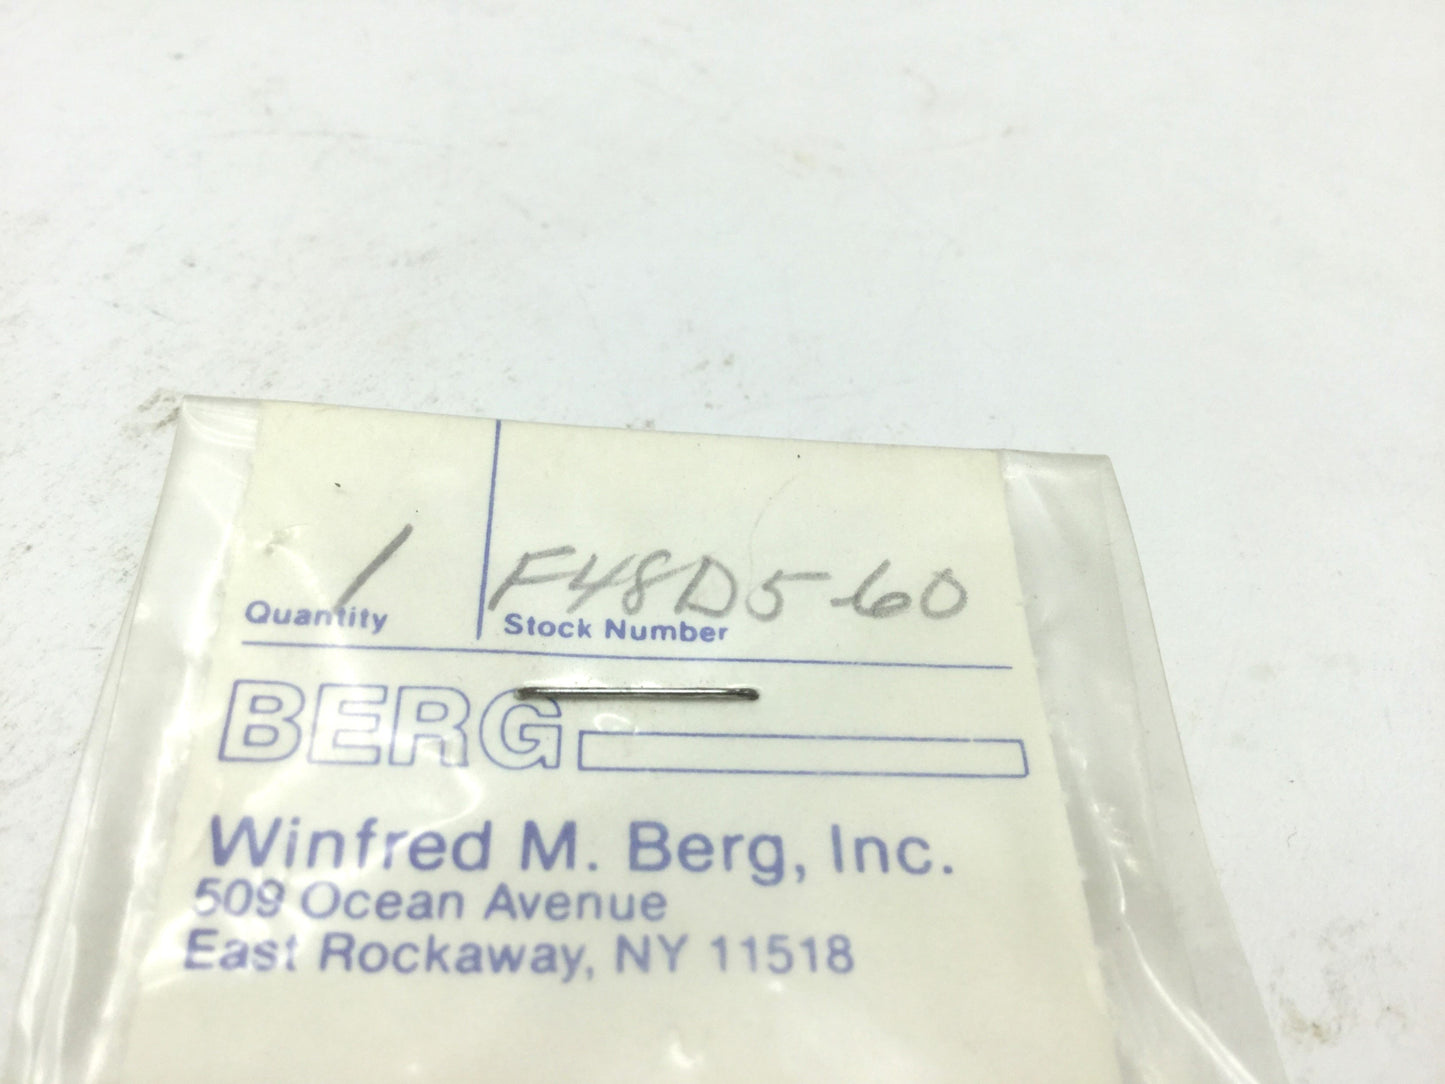 1 F48D5-60
Quantity Stock Number
BERG
Winfred M. Berg, Inc.
509 Ocean Avenue
East Rockaway, NY 11518